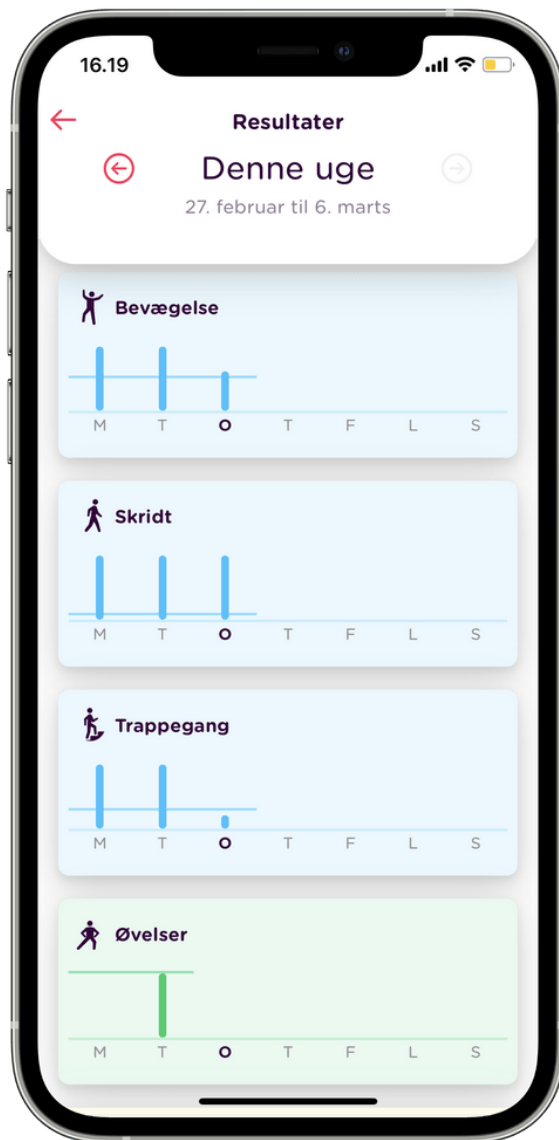 16.19
Resultater
Denne uge
27. februar til 6. marts
Bevægelse
M T O T F L S
Skridt
M T O T F L S
Trappegang
M T O T F L S
Øvelser
M T O T F L S